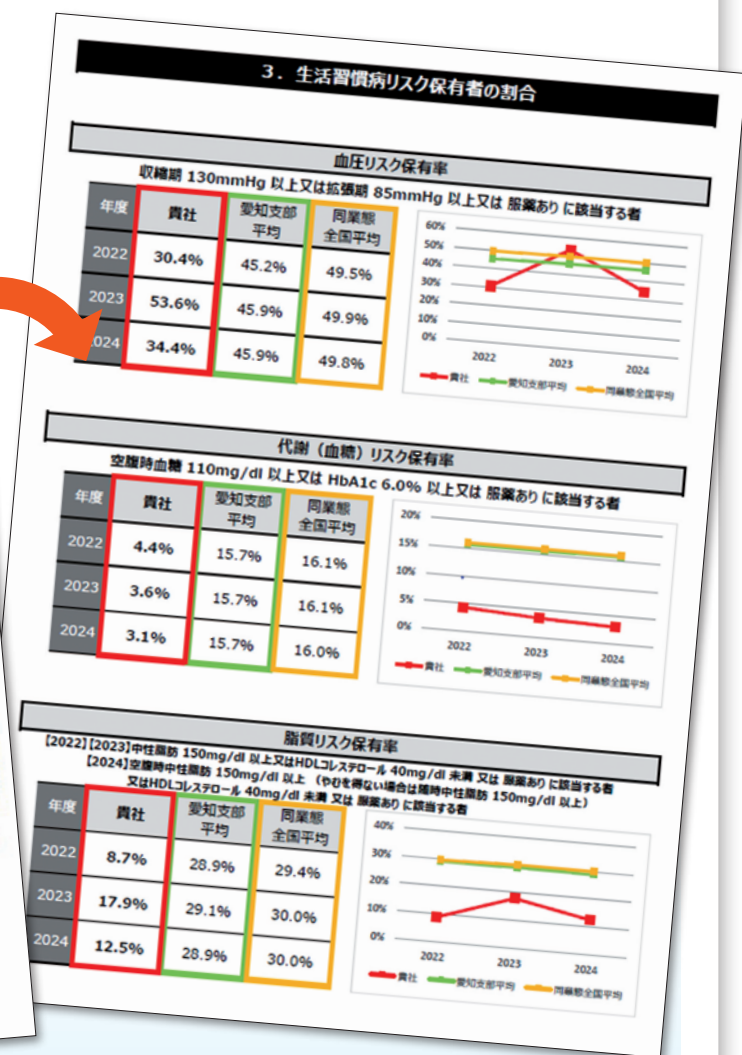 3．生活習慣病リスク保有者の割合
血圧リスク保有率
収縮期 130mmHg 以上又は拡張期 85mmHg 以上又は 服薬あり に該当する者
年度 貴社 愛知支部平均 同業態全国平均
2022 30.4% 45.2% 49.5%
2023 53.6% 45.9% 49.9%
2024 34.4% 45.9% 49.8%
60%
50%
40%
30%
20%
10%
0%
2022 2023 2024
貴社 愛知支部平均 同業態全国平均
代謝（血糖）リスク保有率
空腹時血糖 110mg/dl 以上又は HbA1c 6.0% 以上又は 服薬あり に該当する者
年度 貴社 愛知支部平均 同業態全国平均
2022 4.4% 15.7% 16.1%
2023 3.6% 15.7% 16.1%
2024 3.1% 15.7% 16.0%
20%
15%
10%
5%
0%
2022 2023 2024
貴社 愛知支部平均 同業態全国平均
脂質リスク保有率
【2022】【2023】中性脂肪 150mg/dl 以上又はHDLコレステロール 40mg/dl 未満 又は 服薬あり に該当する者
【2024】空腹時中性脂肪 150mg/dl 以上 （やむを得ない場合は随時中性脂肪 150mg/dl 以上）
又はHDLコレステロール 40mg/dl 未満 又は 服薬あり に該当する者
年度 貴社 愛知支部平均 同業態全国平均
2022 8.7% 28.9% 29.4%
2023 17.9% 29.1% 30.0%
2024 12.5% 28.9% 30.0%
40%
30%
20%
10%
0%
2022 2023 2024
貴社 愛知支部平均 同業態全国平均